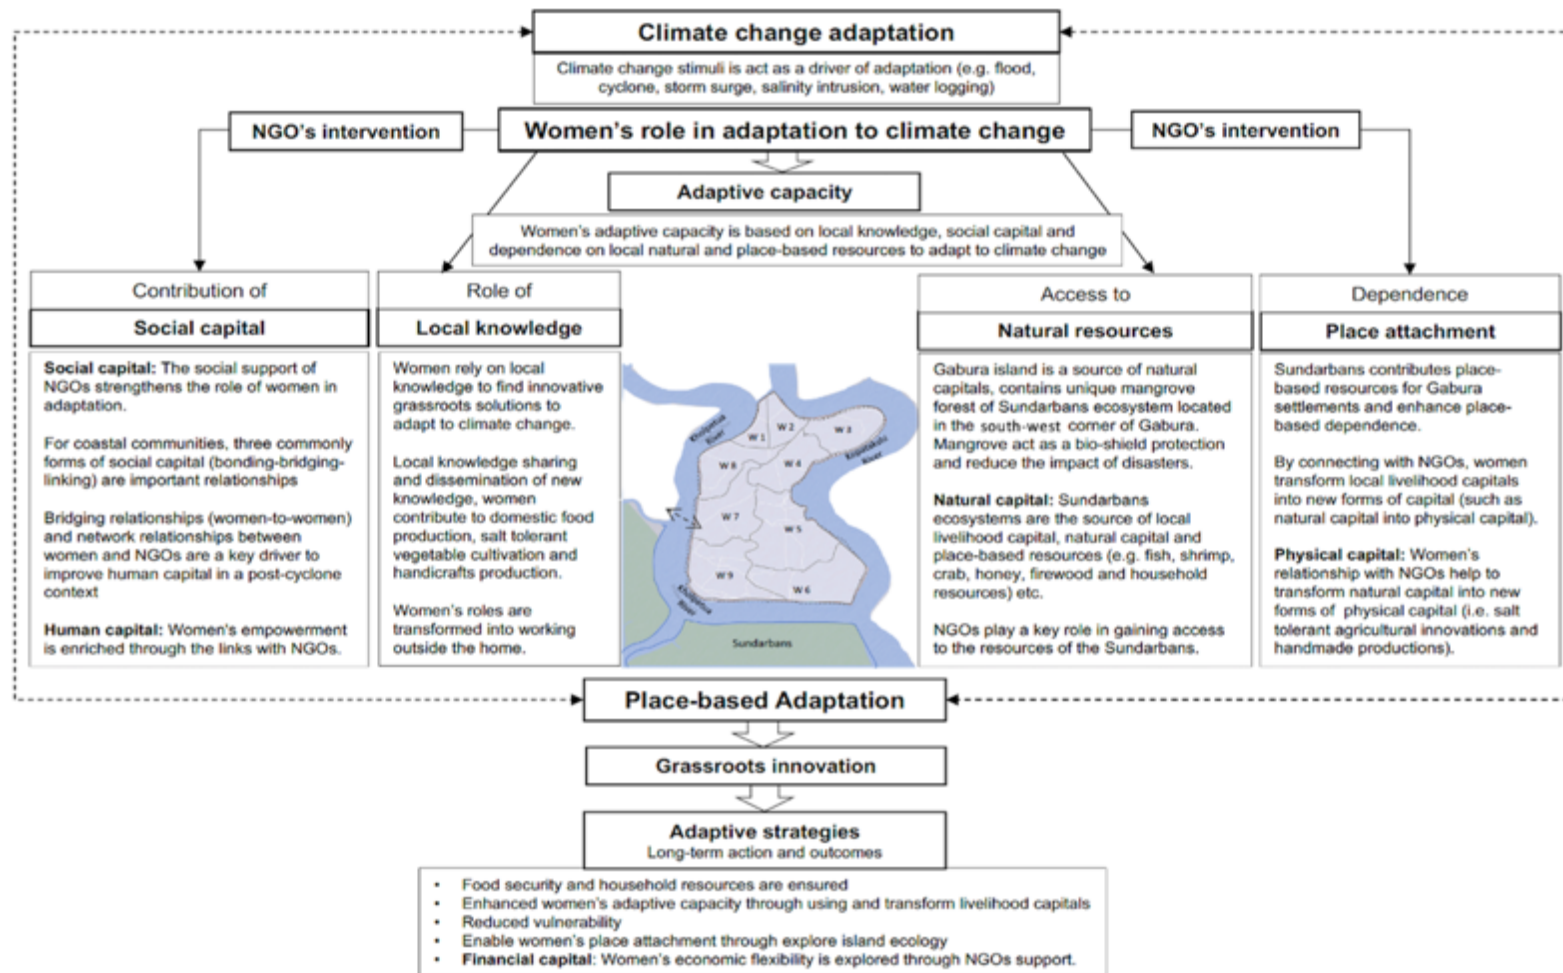 Climate change adaptation
Climate change stimuli is act as a driver of adaptation (e.g. flood,
cyclone, storm surge, salinity intrusion, water logging)
NGO's intervention
Women's role in adaptation to climate change
NGO's intervention
Adaptive capacity
Women's adaptive capacity is based on local knowledge, social capital and
dependence on local natural and place-based resources to adapt to climate change
Contribution of
Social capital
Social capital: The social support of
NGOs strengthens the role of women in
adaptation.
For coastal communities, three commonly
forms of social capital (bonding-bridging-
linking) are important relationships
Bridging relationships (women-to-women)
and network relationships between
women and NGOs are a key driver to
improve human capital in a post-cyclone
context
Human capital: Women's empowerment
is enriched through the links with NGOs.
Role of
Local knowledge
Women rely on local
knowledge to find innovative
grassroots solutions to
adapt to climate change.
Local knowledge sharing
and dissemination of new
knowledge, women
contribute to domestic food
production, salt tolerant
vegetable cultivation and
handicrafts production.
Women's roles are
transformed into working
outside the home.
River
W 1
W 2
W 3
River
W 8
W 4
W 7
W 5
W 9
W 6
River
Sundarbans
Access to
Natural resources
Gabura island is a source of natural
capitals, contains unique mangrove
forest of Sundarbans ecosystem located
in the south-west corner of Gabura.
Mangrove act as a bio-shield protection
and reduce the impact of disasters.
Natural capital: Sundarbans
ecosystems are the source of local
livelihood capital, natural capital and
place-based resources (e.g. fish, shrimp,
crab, honey, firewood and household
resources) etc.
NGOs play a key role in gaining access
to the resources of the Sundarbans.
Dependence
Place attachment
Sundarbans contributes place-
based resources for Gabura
settlements and enhance place-
based dependence.
By connecting with NGOs, women
transform local livelihood capitals
into new forms of capital (such as
natural capital into physical capital).
Physical capital: Women's
relationship with NGOs help to
transform natural capital into new
forms of physical capital (i.e. salt
tolerant agricultural innovations and
handmade productions).
Place-based Adaptation
Grassroots innovation
Adaptive strategies
Long-term action and outcomes
• Food security and household resources are ensured
• Enhanced women's adaptive capacity through using and transform livelihood capitals
• Reduced vulnerability
• Enable women's place attachment through explore island ecology
• Financial capital: Women's economic flexibility is explored through NGOs support.